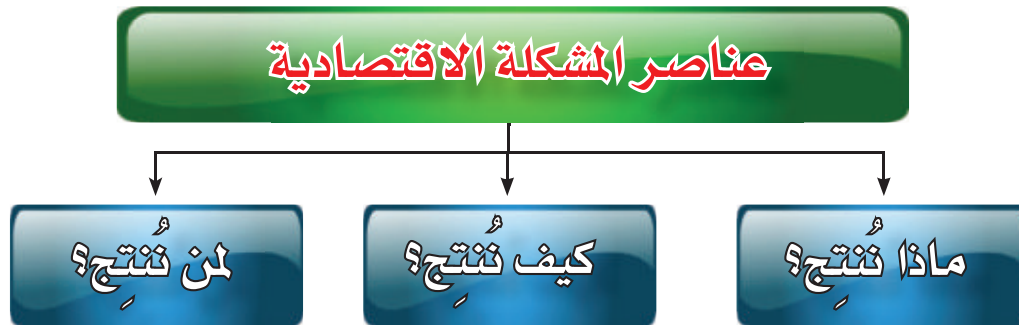 عناصر المشكلة الاقتصادية
ماذا نُنتِج؟
كيف نُنتِج؟
لمن نُنتِج؟